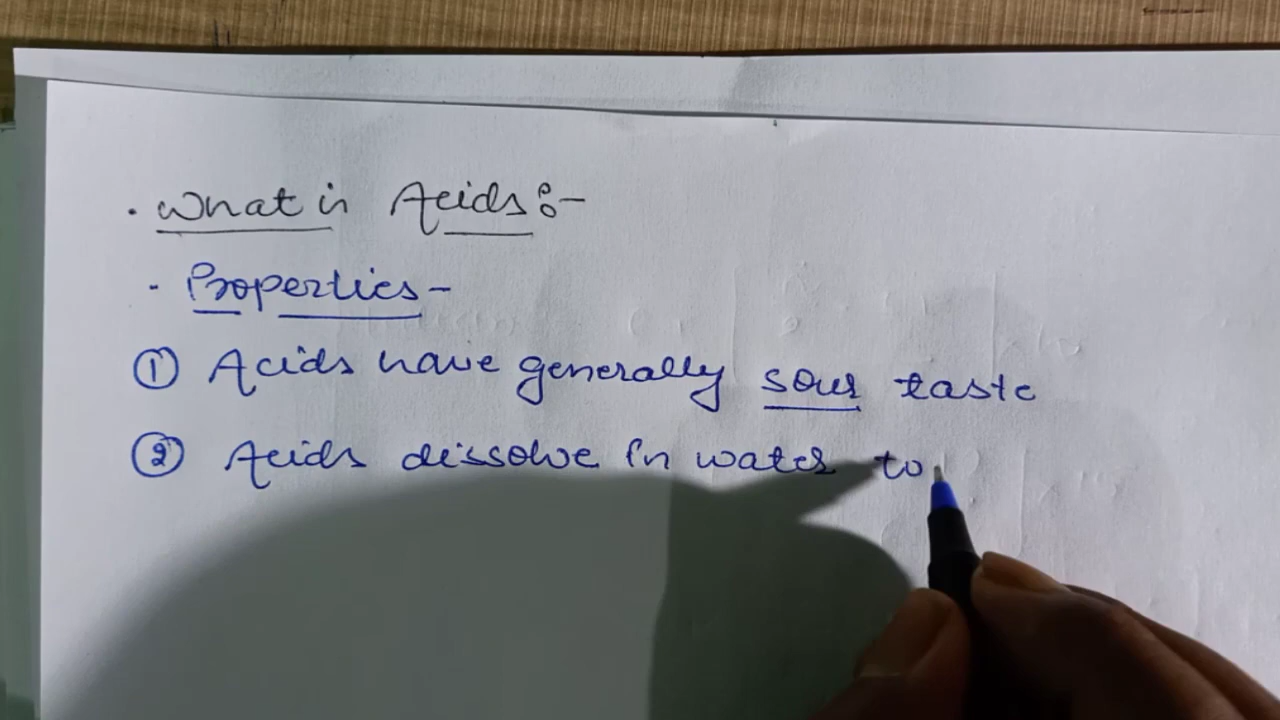 · What is Acids :-
· Properties -
① Acids have generally sour taste
② Acids dissolve in water to